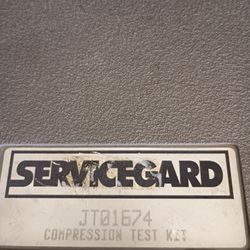 SERVICEGARD
JT01674
COMPRESSION TEST KIT